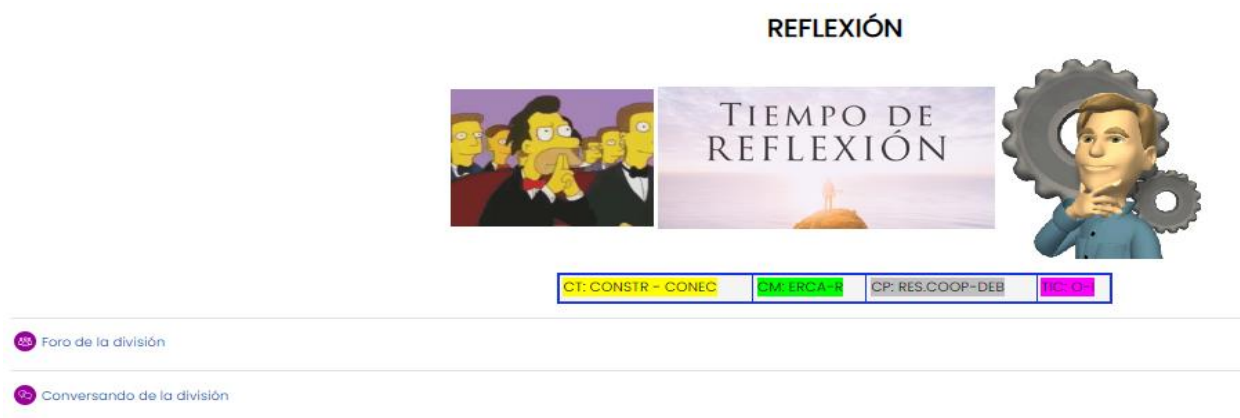 REFLEXIÓN
TIEMPO DE
REFLEXIÓN
CT: CONSTR - CONEC CM: ERCA-R CP: RES.COOP-DEB TIC: O-I
Foro de la división
Conversando de la división